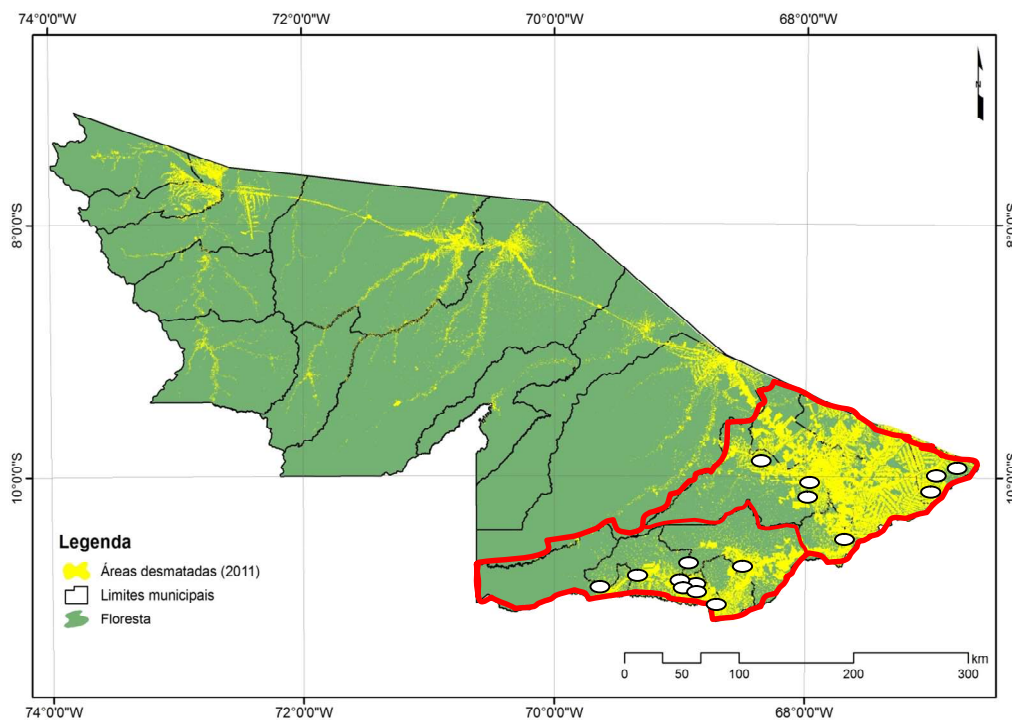 74°0'0"W 72°0'0"W 70°0'0"W 68°0'0"W
N
8°0'0"S 8°0'0"S
10°0'0"S 10°0'0"S
Legenda
Áreas desmatadas (2011)
Limites municipais
Floresta
km
0 50 100 200 300
74°0'0"W 72°0'0"W 70°0'0"W 68°0'0"W